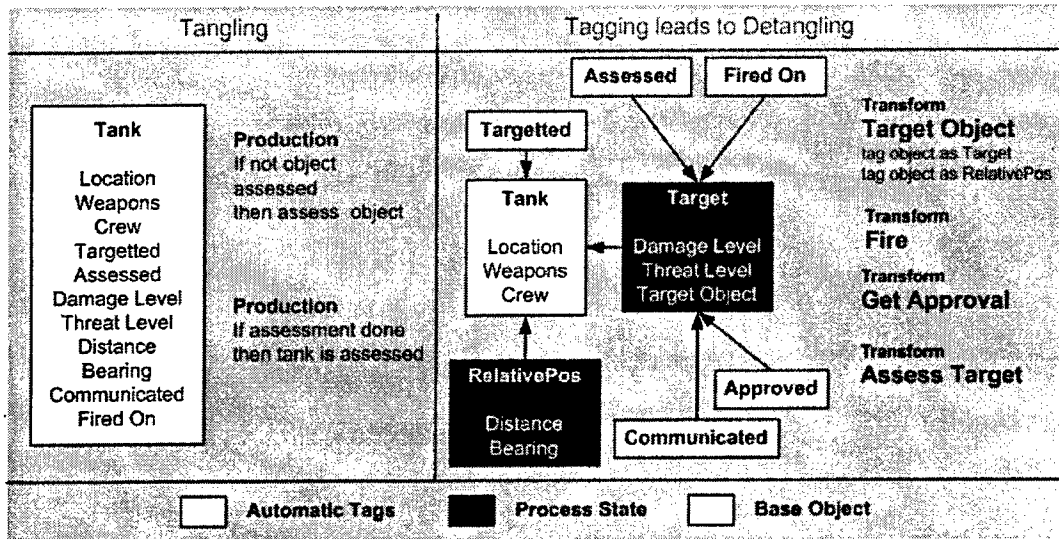 Tangling
Tank
Location
Weapons
Crew
Targetted
Assessed
Damage Level
Threat Level
Distance
Bearing
Communicated
Fired On
Production
If not object
assessed
then assess object
Production
If assessment done
then tank is assessed
Tagging leads to Detangling
Assessed
Fired On
Targetted
Tank
Location
Weapons
Crew
Target
Damage Level
Threat Level
Target Object
RelativePos
Distance
Bearing
Approved
Communicated
Transform
Target Object
tag object as Target
tag object as RelativePos
Transform
Fire
Transform
Get Approval
Transform
Assess Target
Automatic Tags
Process State
Base Object